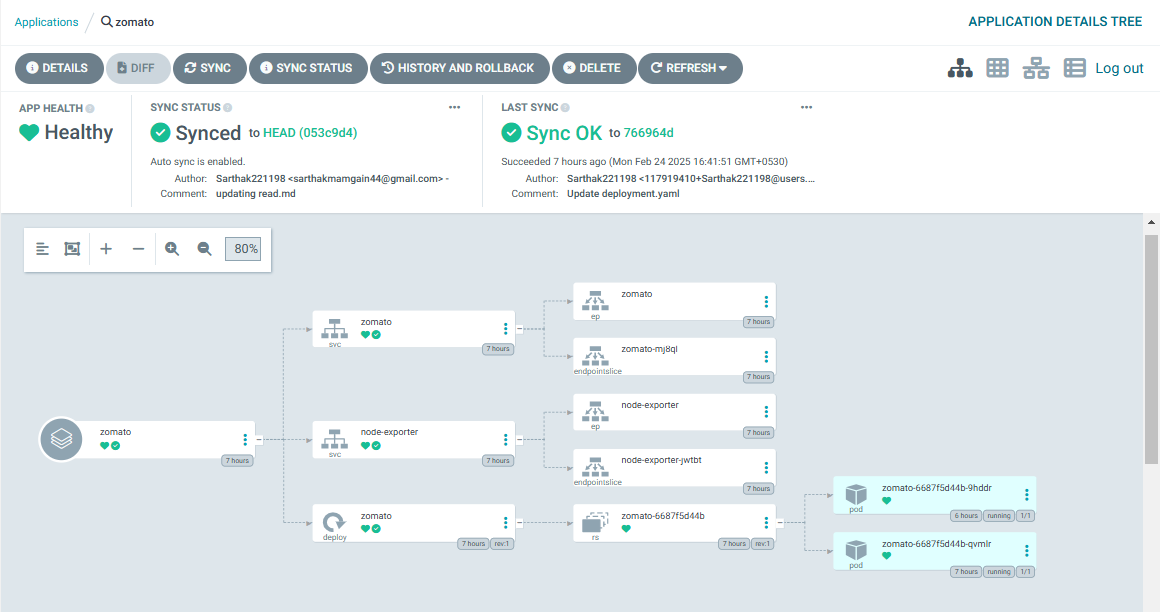 Applications / zomato
APPLICATION DETAILS TREE
DETAILS DIFF SYNC SYNC STATUS HISTORY AND ROLLBACK DELETE REFRESH
Log out
APP HEALTH
Healthy
SYNC STATUS
Synced to HEAD (053c9d4)
Auto sync is enabled.
Author: Sarthak221198 <sarthakmamgain44@gmail.com> -
Comment: updating read.md
LAST SYNC
Sync OK to 766964d
Succeeded 7 hours ago (Mon Feb 24 2025 16:41:51 GMT+0530)
Author: Sarthak221198 <117919410+Sarthak221198@users....
Comment: Update deployment.yaml
80%
zomato
7 hours
zomato
svc
7 hours
node-exporter
svc
7 hours
zomato
deploy
7 hours rev:1
zomato
ep
7 hours
zomato-mj8ql
endpointslice
7 hours
node-exporter
ep
7 hours
node-exporter-jwtbt
endpointslice
7 hours
zomato-6687f5d44b
rs
7 hours rev:1
zomato-6687f5d44b-9hddr
pod
6 hours running 1/1
zomato-6687f5d44b-qvmlr
pod
7 hours running 1/1